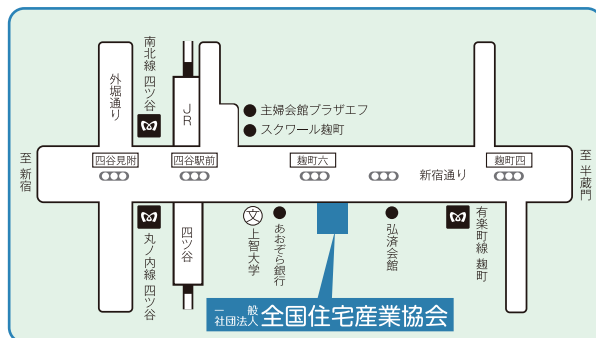 南北線 四ツ谷
外堀通り
JR
主婦会館プラザエフ
スクワール麹町
至 新宿
四谷見附
四谷駅前
麹町六
麹町四
新宿通り
至 半蔵門
丸ノ内線 四ツ谷
四ツ谷
文
上智大学
あおぞら銀行
弘済会館
有楽町線 麹町
一般
社団法人
全国住宅産業協会